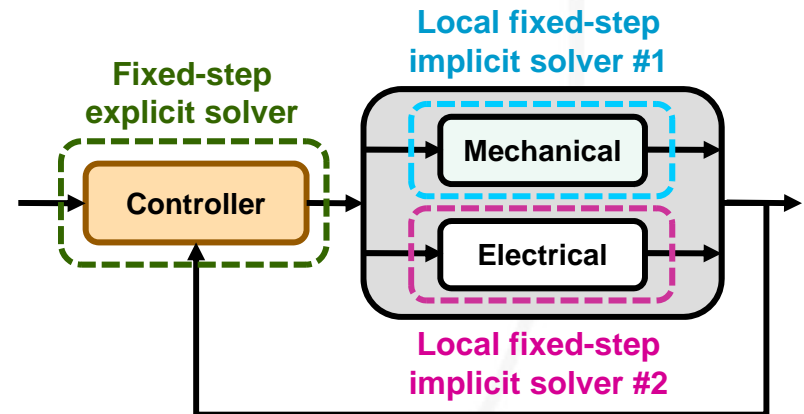 Local fixed-step
implicit solver #1
Fixed-step
explicit solver
Mechanical
Controller
Electrical
Local fixed-step
implicit solver #2